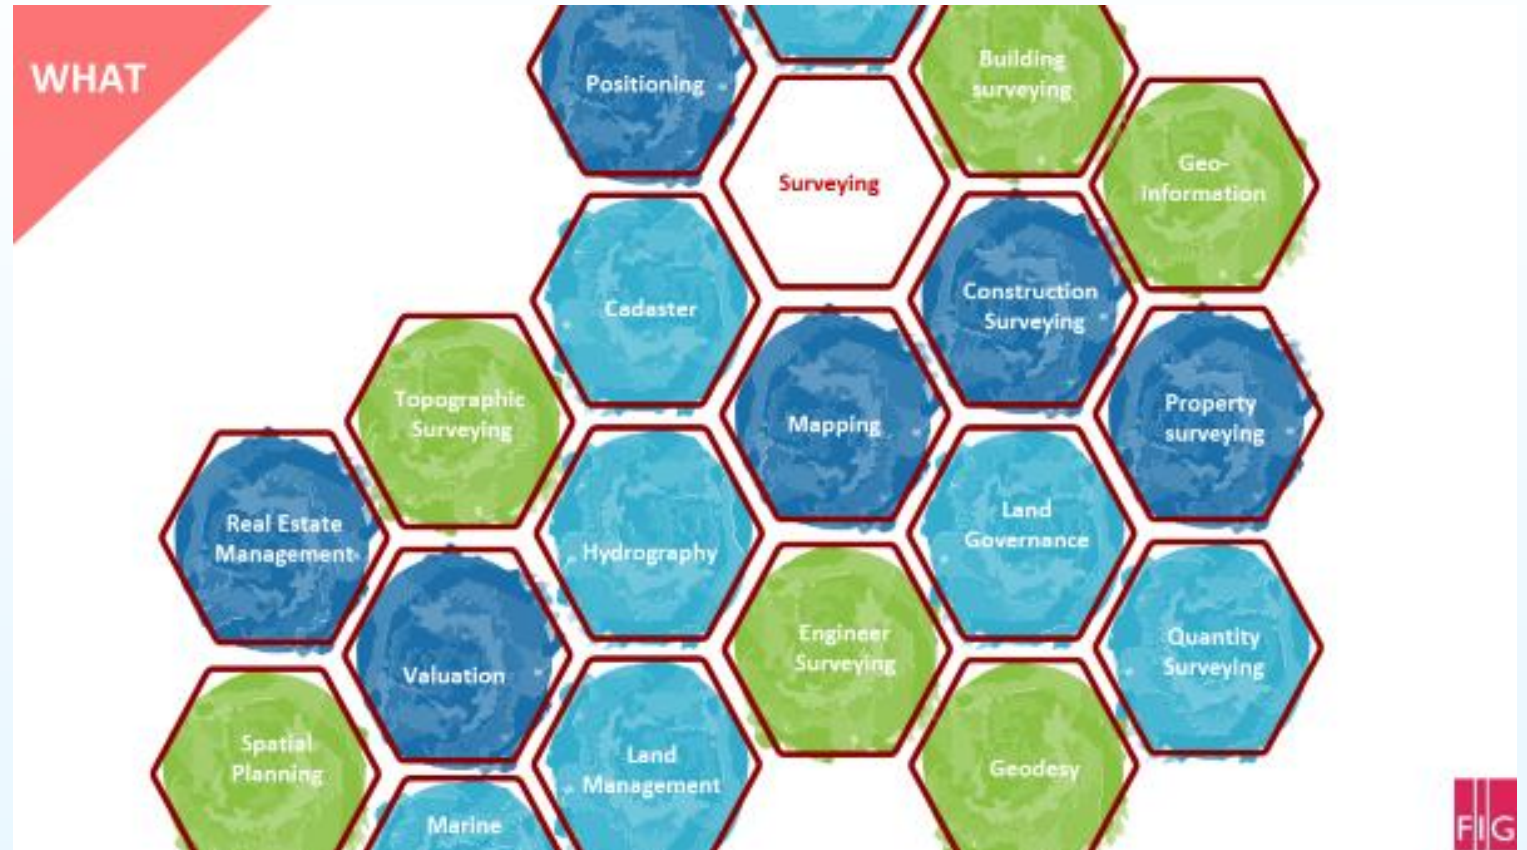 WHAT
Positioning
Building
surveying
Surveying
Geo-
information
Cadaster
Construction
Surveying
Topographic
Surveying
Mapping
Property
surveying
Real Estate
Management
Hydrography
Land
Governance
Valuation
Engineer
Surveying
Quantity
Surveying
Spatial
Planning
Land
Management
Geodesy
Marine
FIG